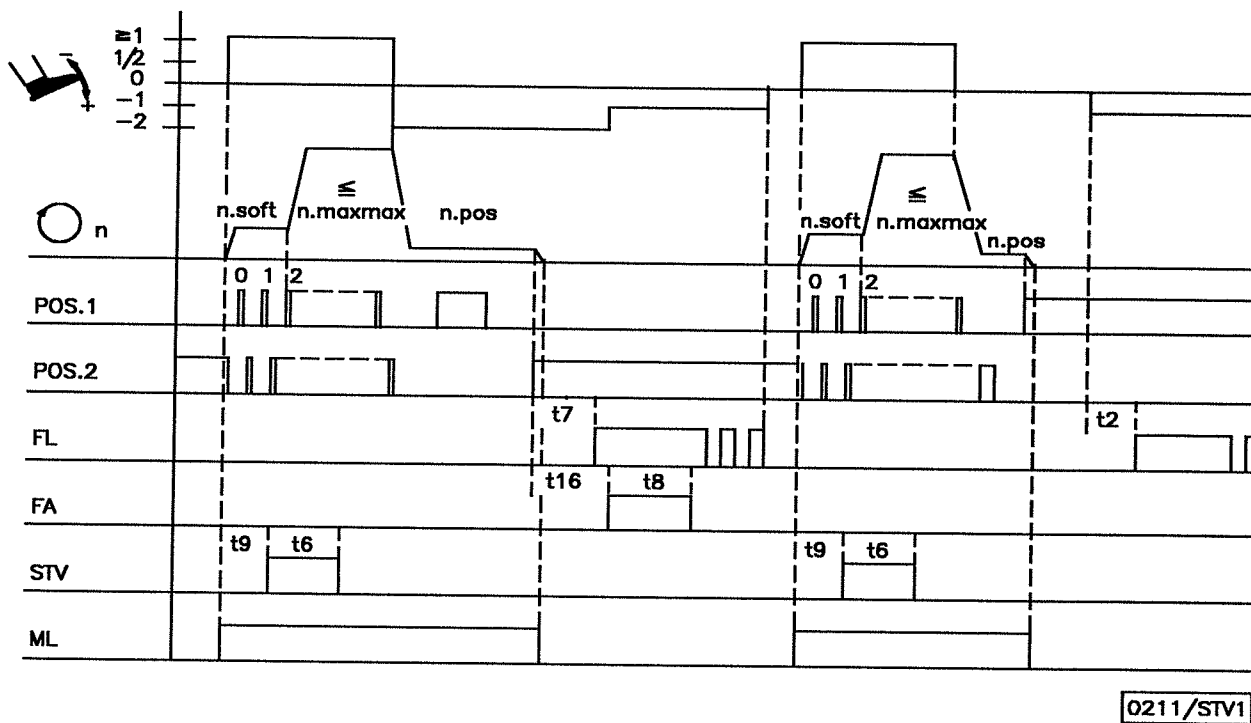 ≧1
1/2
0
−1
−2
−
+
n
n.soft
≦
n.maxmax
n.pos
n.soft
≦
n.maxmax
n.pos
POS.1
0 1 2
0 1 2
POS.2
FL
t7
t2
FA
t16
t8
STV
t9
t6
t9
t6
ML
0211/STV1